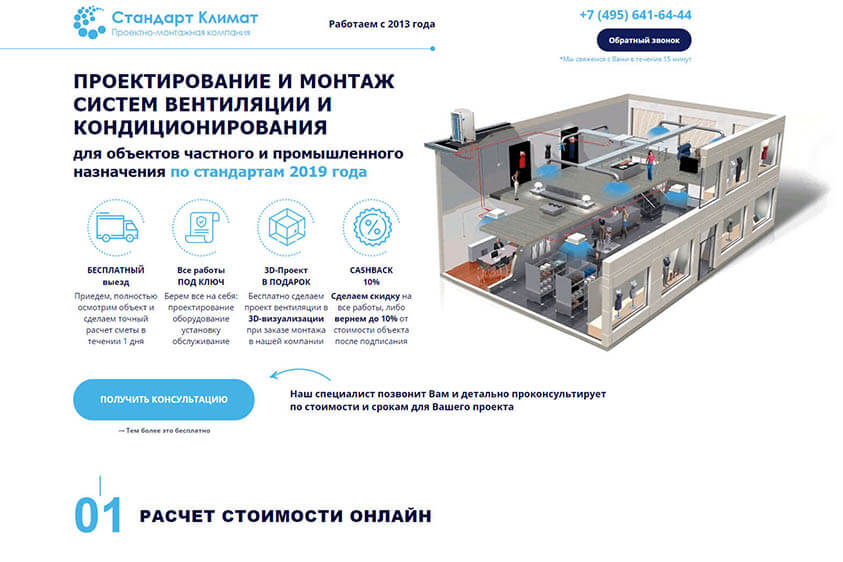 Стандарт Климат
Проектно-монтажная компания
Работаем с 2013 года
+7 (495) 641-64-44
Обратный звонок
*Мы свяжемся с Вами в течение 15 минут
ПРОЕКТИРОВАНИЕ И МОНТАЖ
СИСТЕМ ВЕНТИЛЯЦИИ И
КОНДИЦИОНИРОВАНИЯ
для объектов частного и промышленного
назначения по стандартам 2019 года
БЕСПЛАТНЫЙ
выезд
Приедем, полностью
осмотрим объект и
сделаем точный
расчет сметы в
течении 1 дня
Все работы
ПОД КЛЮЧ
Берем все на себя:
проектирование
оборудование
установку
обслуживание
3D-Проект
В ПОДАРОК
Бесплатно сделаем
проект вентиляции в
3D-визуализации
при заказе монтажа
в нашей компании
CASHBACK
10%
Сделаем скидку на
все работы, либо
вернем до 10% от
стоимости объекта
после подписания
ПОЛУЧИТЬ КОНСУЛЬТАЦИЮ
— Тем более это бесплатно
Наш специалист позвонит Вам и детально проконсультирует
по стоимости и срокам для Вашего проекта
01
РАСЧЕТ СТОИМОСТИ ОНЛАЙН